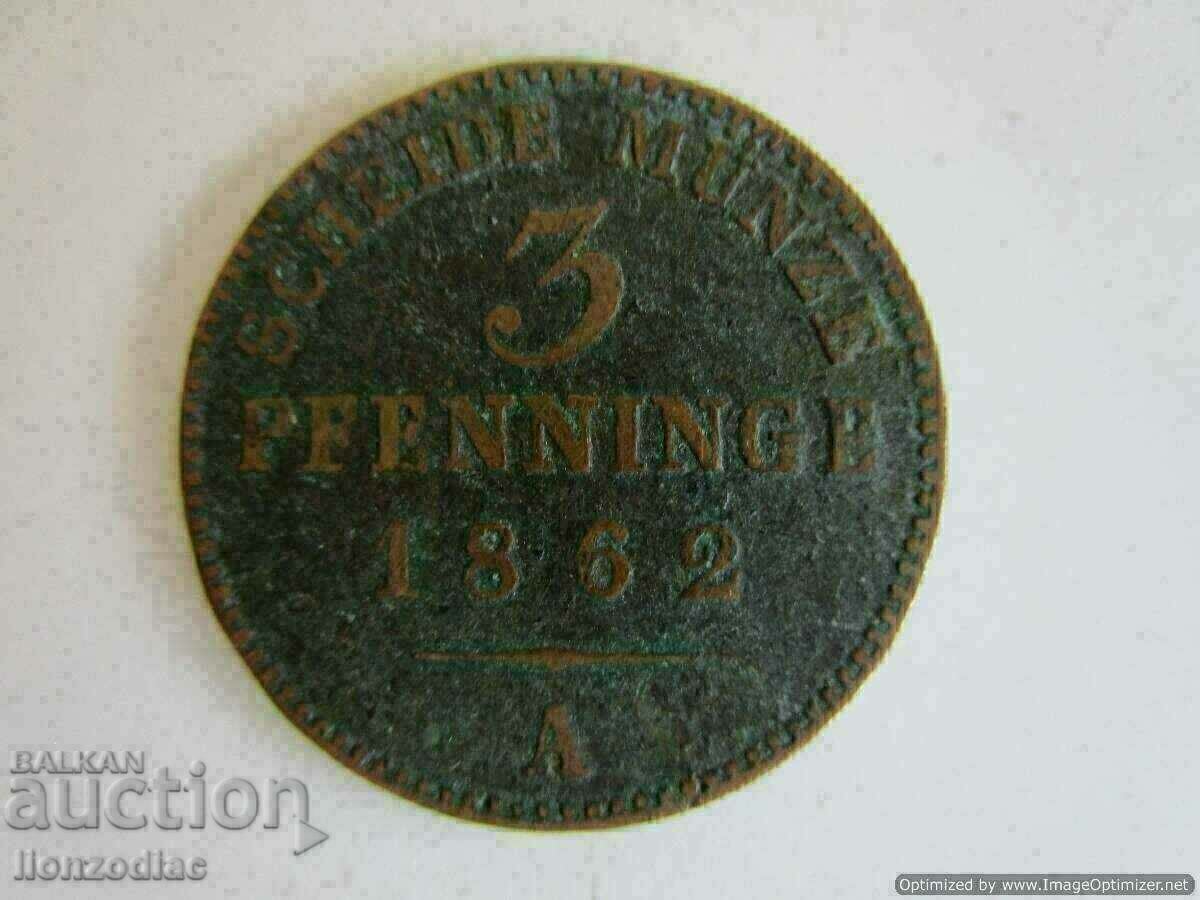 SCHEIDE MÜNZE
3
PFENNINGE
1862
A
BALKAN
auction
lionzodiac
Optimized by www.ImageOptimizer.net